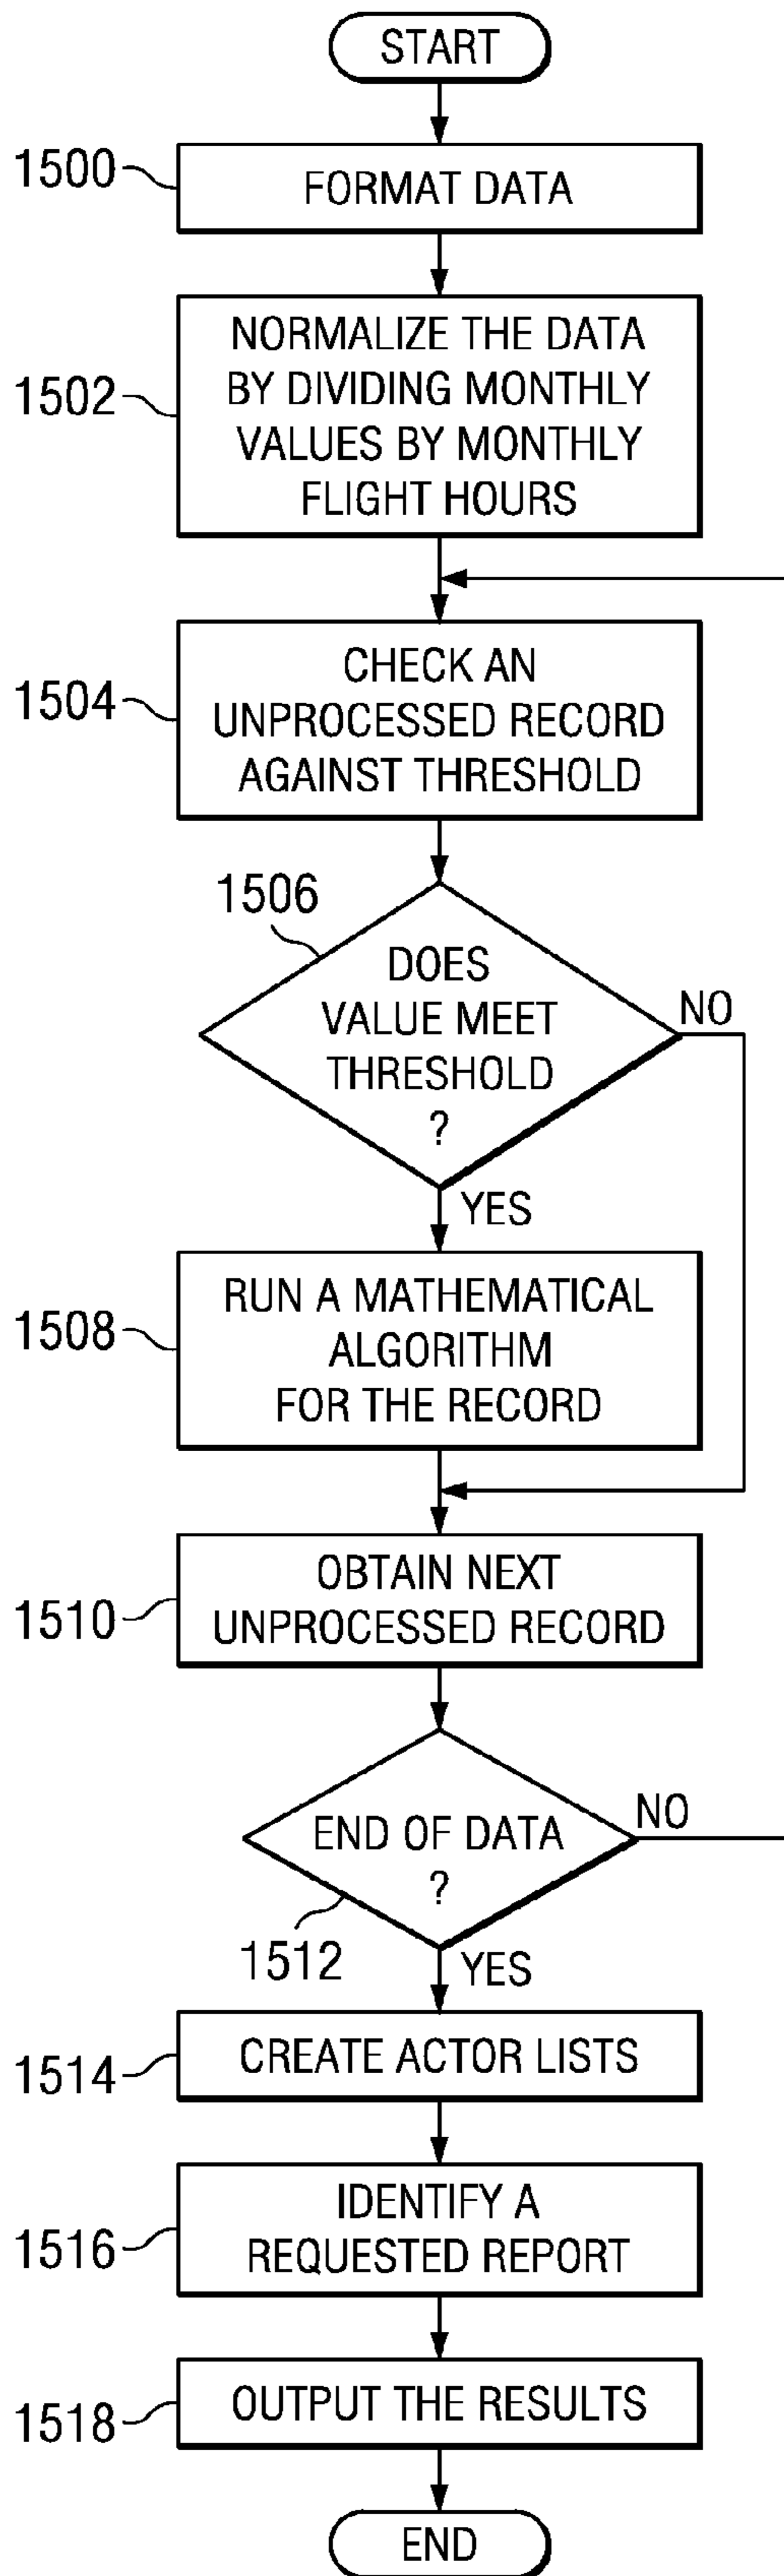 START
1500
FORMAT DATA
1502
NORMALIZE THE DATA
BY DIVIDING MONTHLY
VALUES BY MONTHLY
FLIGHT HOURS
1504
CHECK AN
UNPROCESSED RECORD
AGAINST THRESHOLD
1506
DOES
VALUE MEET
THRESHOLD
?
NO
YES
1508
RUN A MATHEMATICAL
ALGORITHM
FOR THE RECORD
1510
OBTAIN NEXT
UNPROCESSED RECORD
END OF DATA
?
NO
1512
YES
1514
CREATE ACTOR LISTS
1516
IDENTIFY A
REQUESTED REPORT
1518
OUTPUT THE RESULTS
END